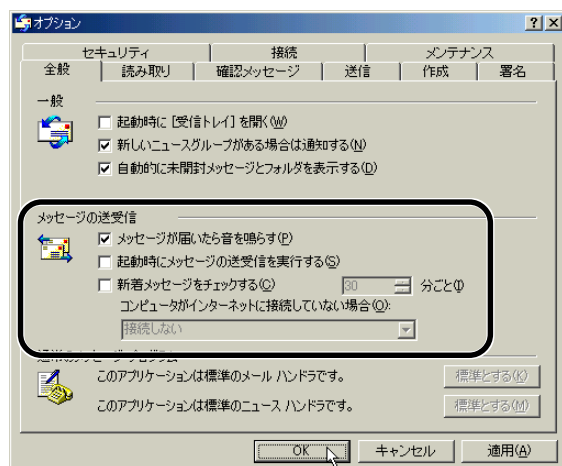 オプション
セキュリティ 接続 メンテナンス
全般 読み取り 確認メッセージ 送信 作成 署名
一般
起動時に [受信トレイ] を開く(W)
新しいニュースグループがある場合は通知する(N)
自動的に未開封メッセージとフォルダを表示する(D)
メッセージの送受信
メッセージが届いたら音を鳴らす(P)
起動時にメッセージの送受信を実行する(S)
新着メッセージをチェックする(C) 30 分ごと(I)
コンピュータがインターネットに接続していない場合(O):
接続しない
このアプリケーションは標準のメール ハンドラです。 標準とする(K)
このアプリケーションは標準のニュース ハンドラです。 標準とする(M)
OK キャンセル 適用(A)